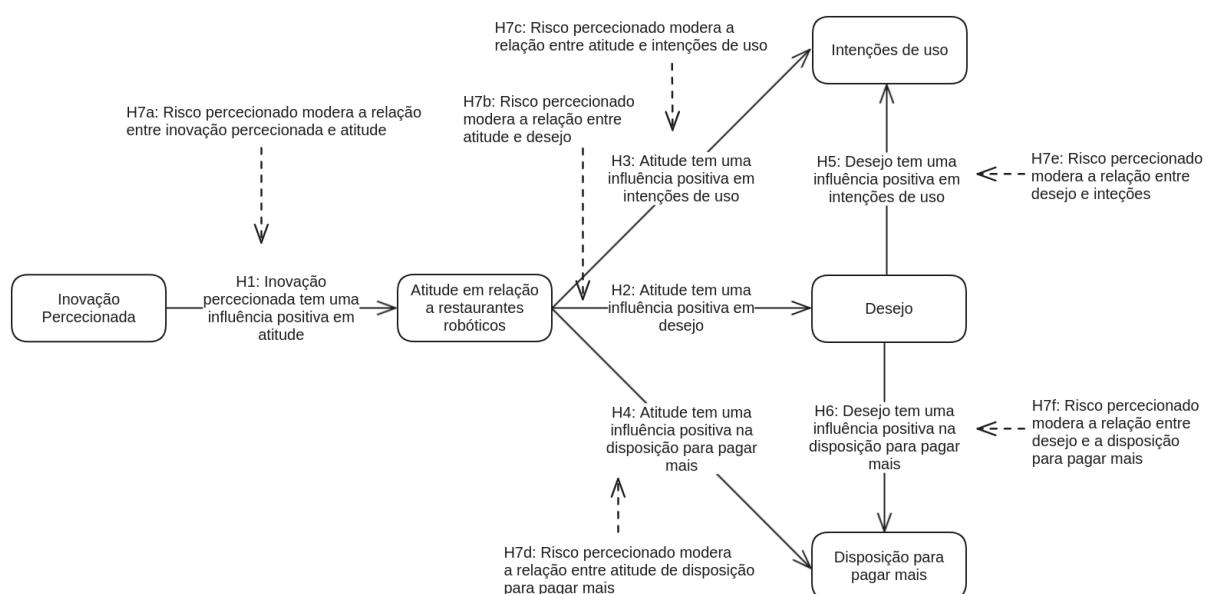 H7c: Risco percecionado modera a
relação entre atitude e intenções de uso
Intenções de uso
H7a: Risco percecionado modera a relação
entre inovação percecionada e atitude
H7b: Risco percecionado
modera a relação entre
atitude e desejo
H3: Atitude tem uma
influência positiva em
intenções de uso
H5: Desejo tem uma
influência positiva em
intenções de uso
H7e: Risco percecionado
modera a relação entre
desejo e inteções
Inovação
Percecionada
H1: Inovação
percecionada tem uma
influência positiva em
atitude
Atitude em relação
a restaurantes
robóticos
H2: Atitude tem uma
influência positiva em
desejo
Desejo
H4: Atitude tem uma
influência positiva na
disposição para pagar
mais
H6: Desejo tem uma
influência positiva na
disposição para pagar
mais
H7f: Risco percecionado
modera a relação entre
desejo e a disposição
para pagar mais
H7d: Risco percecionado modera
a relação entre atitude de disposição
para pagar mais
Disposição para
pagar mais